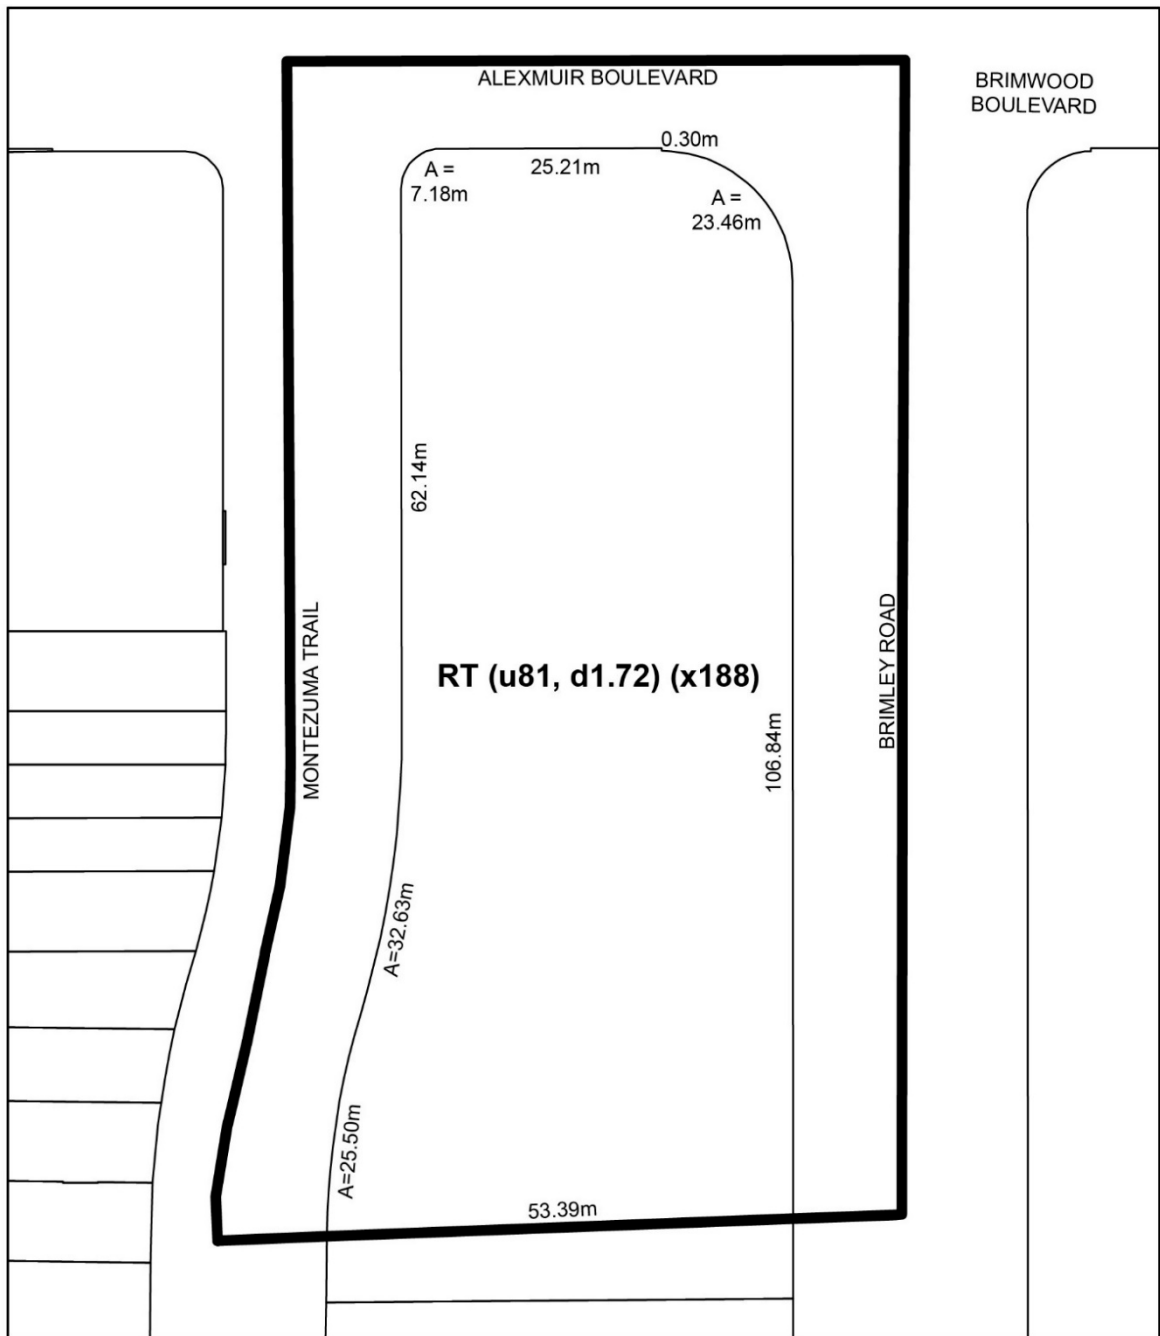 ALEXMUIR BOULEVARD
BRIMWOOD
BOULEVARD
0.30m
A =
7.18m
25.21m
A =
23.46m
62.14m
MONTEZUMA TRAIL
RT (u81, d1.72) (x188)
BRIMLEY ROAD
106.84m
A=32.63m
A=25.50m
53.39m